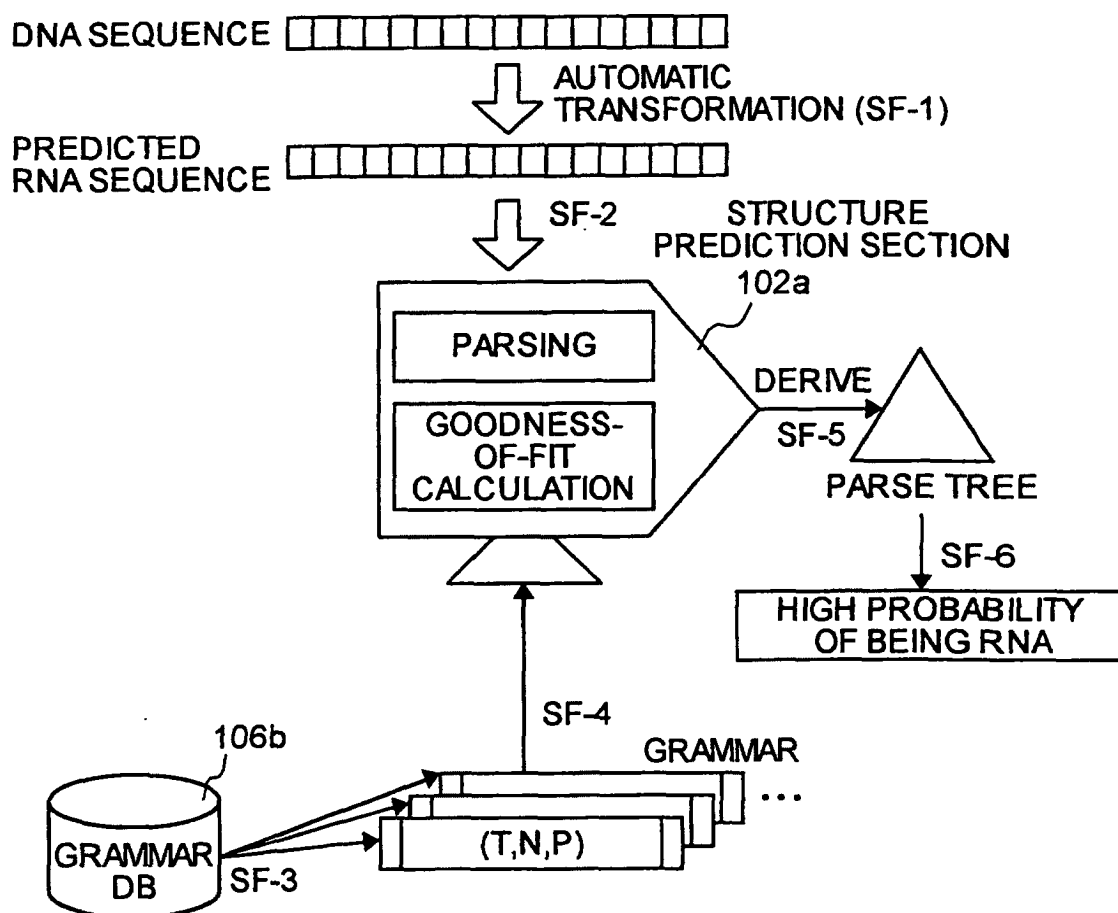 DNA SEQUENCE
AUTOMATIC
TRANSFORMATION (SF-1)
PREDICTED
RNA SEQUENCE
SF-2
STRUCTURE
PREDICTION SECTION
102a
PARSING
GOODNESS-
OF-FIT
CALCULATION
DERIVE
SF-5
PARSE TREE
SF-6
HIGH PROBABILITY
OF BEING RNA
SF-4
106b
GRAMMAR
...
(T,N,P)
GRAMMAR
DB
SF-3